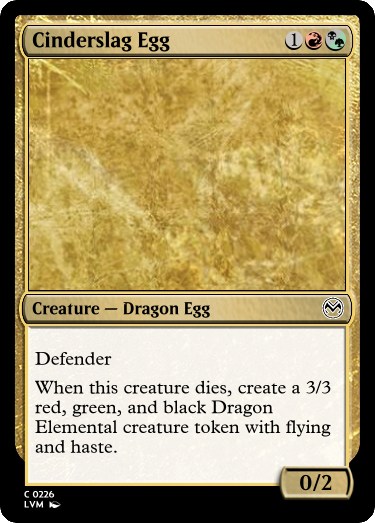 Cinderslag Egg 1
Creature — Dragon Egg
Defender
When this creature dies, create a 3/3
red, green, and black Dragon
Elemental creature token with flying
and haste.
0/2
C 0226
LVM